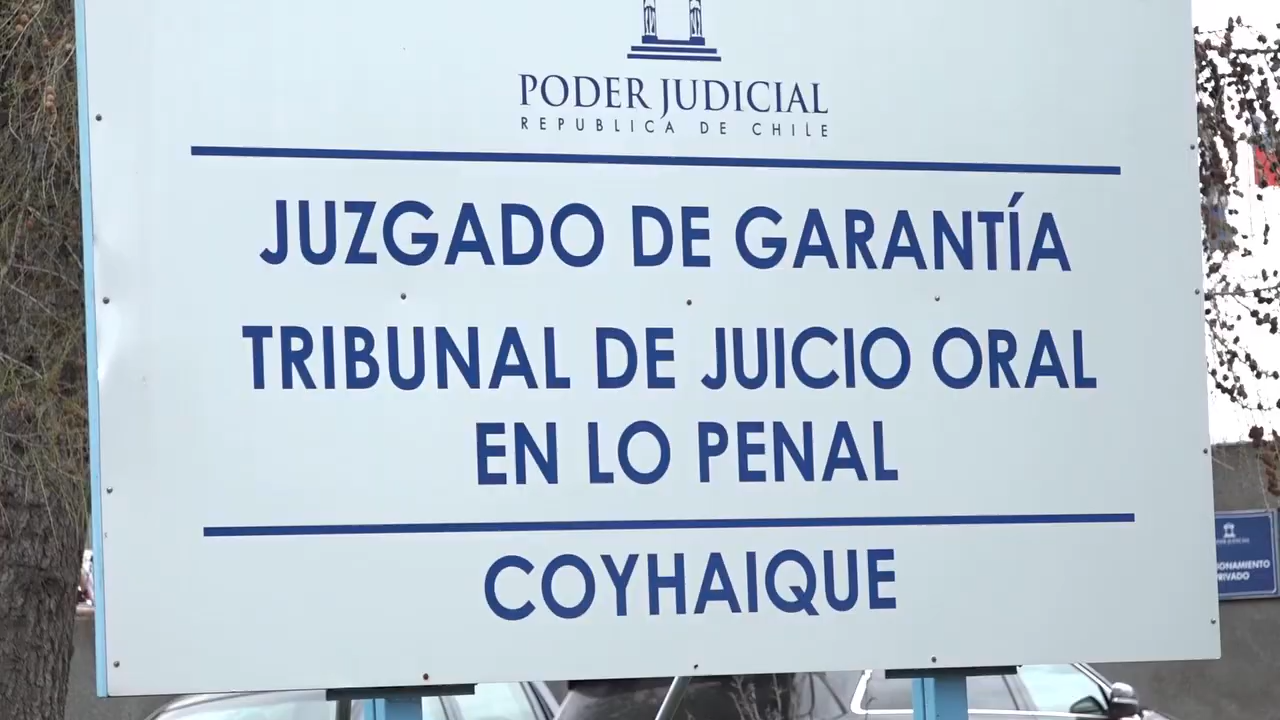 PODER JUDICIAL
REPUBLICA DE CHILE
JUZGADO DE GARANTÍA
TRIBUNAL DE JUICIO ORAL
EN LO PENAL
COYHAIQUE